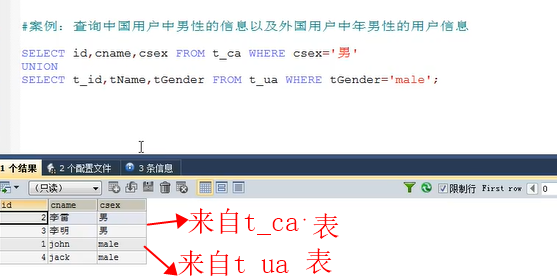 #案例：查询中国用户中男性的信息以及外国用户中年男性的用户信息
SELECT id,cname,csex FROM t_ca WHERE csex='男'
UNION
SELECT t_id,tName,tGender FROM t_ua WHERE tGender='male';
1 个结果 2 个配置文件 3 条信息
(只读) 限制行 First row 0
id cname csex
2 李雷 男
3 李明 男
1 john male
4 jack male
来自t_ca 表
来自t ua 表